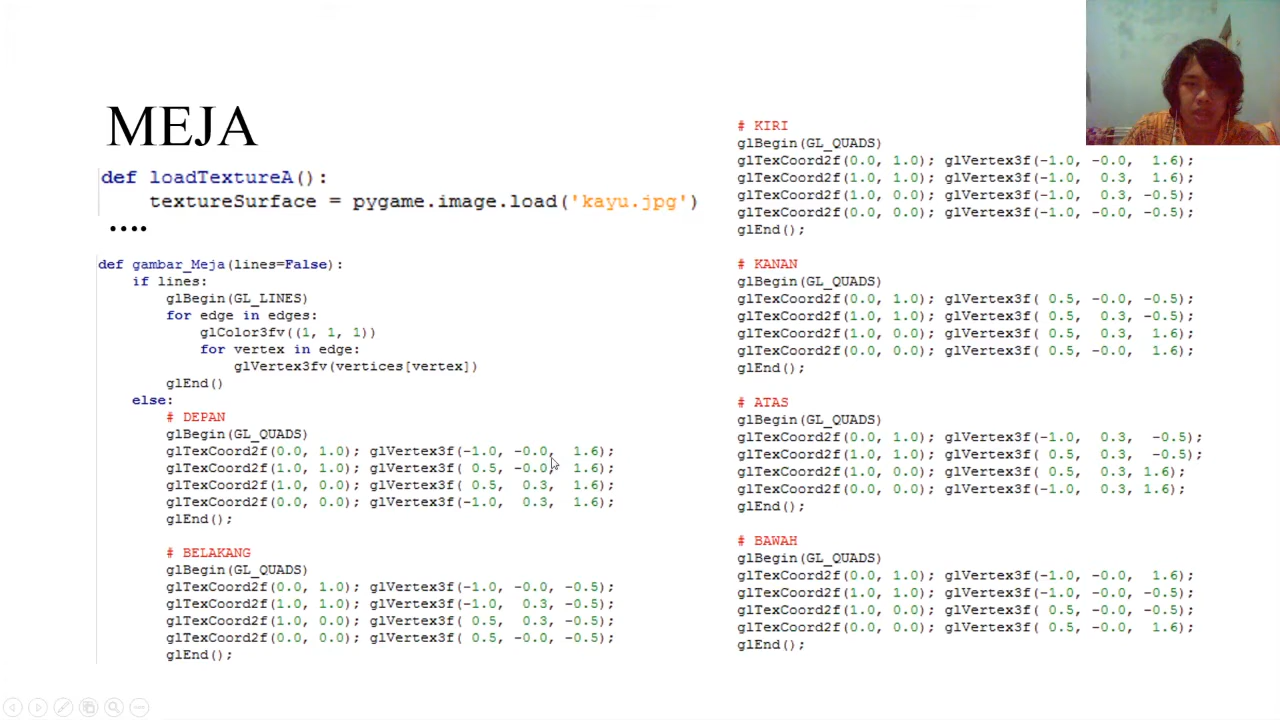 MEJA
def loadTextureA():
textureSurface = pygame.image.load('kayu.jpg')
....
def gambar_Meja(lines=False):
if lines:
glBegin(GL_LINES)
for edge in edges:
glColor3fv((1, 1, 1))
for vertex in edge:
glVertex3fv(vertices[vertex])
glEnd()
else:
# DEPAN
glBegin(GL_QUADS)
glTexCoord2f(0.0, 1.0); glVertex3f(-1.0, -0.0, 1.6);
glTexCoord2f(1.0, 1.0); glVertex3f( 0.5, -0.0, 1.6);
glTexCoord2f(1.0, 0.0); glVertex3f( 0.5, 0.3, 1.6);
glTexCoord2f(0.0, 0.0); glVertex3f(-1.0, 0.3, 1.6);
glEnd();
# BELAKANG
glBegin(GL_QUADS)
glTexCoord2f(0.0, 1.0); glVertex3f(-1.0, -0.0, -0.5);
glTexCoord2f(1.0, 1.0); glVertex3f(-1.0, 0.3, -0.5);
glTexCoord2f(1.0, 0.0); glVertex3f( 0.5, 0.3, -0.5);
glTexCoord2f(0.0, 0.0); glVertex3f( 0.5, -0.0, -0.5);
glEnd();
# KIRI
glBegin(GL_QUADS)
glTexCoord2f(0.0, 1.0); glVertex3f(-1.0, -0.0, 1.6);
glTexCoord2f(1.0, 1.0); glVertex3f(-1.0, 0.3, 1.6);
glTexCoord2f(1.0, 0.0); glVertex3f(-1.0, 0.3, -0.5);
glTexCoord2f(0.0, 0.0); glVertex3f(-1.0, -0.0, -0.5);
glEnd();
# KANAN
glBegin(GL_QUADS)
glTexCoord2f(0.0, 1.0); glVertex3f( 0.5, -0.0, -0.5);
glTexCoord2f(1.0, 1.0); glVertex3f( 0.5, 0.3, -0.5);
glTexCoord2f(1.0, 0.0); glVertex3f( 0.5, 0.3, 1.6);
glTexCoord2f(0.0, 0.0); glVertex3f( 0.5, -0.0, 1.6);
glEnd();
# ATAS
glBegin(GL_QUADS)
glTexCoord2f(0.0, 1.0); glVertex3f(-1.0, 0.3, -0.5);
glTexCoord2f(1.0, 1.0); glVertex3f( 0.5, 0.3, -0.5);
glTexCoord2f(1.0, 0.0); glVertex3f( 0.5, 0.3, 1.6);
glTexCoord2f(0.0, 0.0); glVertex3f(-1.0, 0.3, 1.6);
glEnd();
# BAWAH
glBegin(GL_QUADS)
glTexCoord2f(0.0, 1.0); glVertex3f(-1.0, -0.0, 1.6);
glTexCoord2f(1.0, 1.0); glVertex3f(-1.0, -0.0, -0.5);
glTexCoord2f(1.0, 0.0); glVertex3f( 0.5, -0.0, -0.5);
glTexCoord2f(0.0, 0.0); glVertex3f( 0.5, -0.0, 1.6);
glEnd();